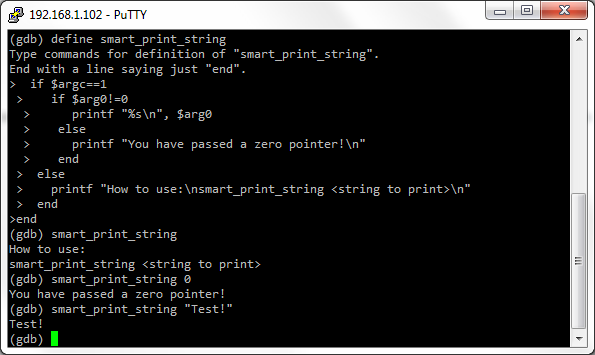 192.168.1.102 - PuTTY
(gdb) define smart_print_string
Type commands for definition of "smart_print_string".
End with a line saying just "end".
>  if $argc==1
 >    if $arg0!=0
  >      printf "%s\n", $arg0
  >    else
  >      printf "You have passed a zero pointer!\n"
  >    end
 >  else
 >    printf "How to use:\nsmart_print_string <string to print>\n"
 >  end
>end
(gdb) smart_print_string
How to use:
smart_print_string <string to print>
(gdb) smart_print_string 0
You have passed a zero pointer!
(gdb) smart_print_string "Test!"
Test!
(gdb)